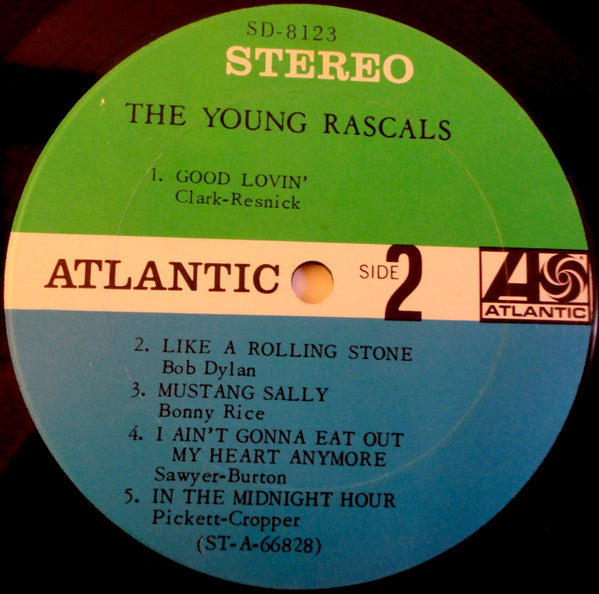 SD-8123
STEREO
THE YOUNG RASCALS
1. GOOD LOVIN'
Clark-Resnick
ATLANTIC SIDE 2 ATLANTIC
2. LIKE A ROLLING STONE
Bob Dylan
3. MUSTANG SALLY
Bonny Rice
4. I AIN'T GONNA EAT OUT
MY HEART ANYMORE
Sawyer-Burton
5. IN THE MIDNIGHT HOUR
Pickett-Cropper
(ST-A-66828)